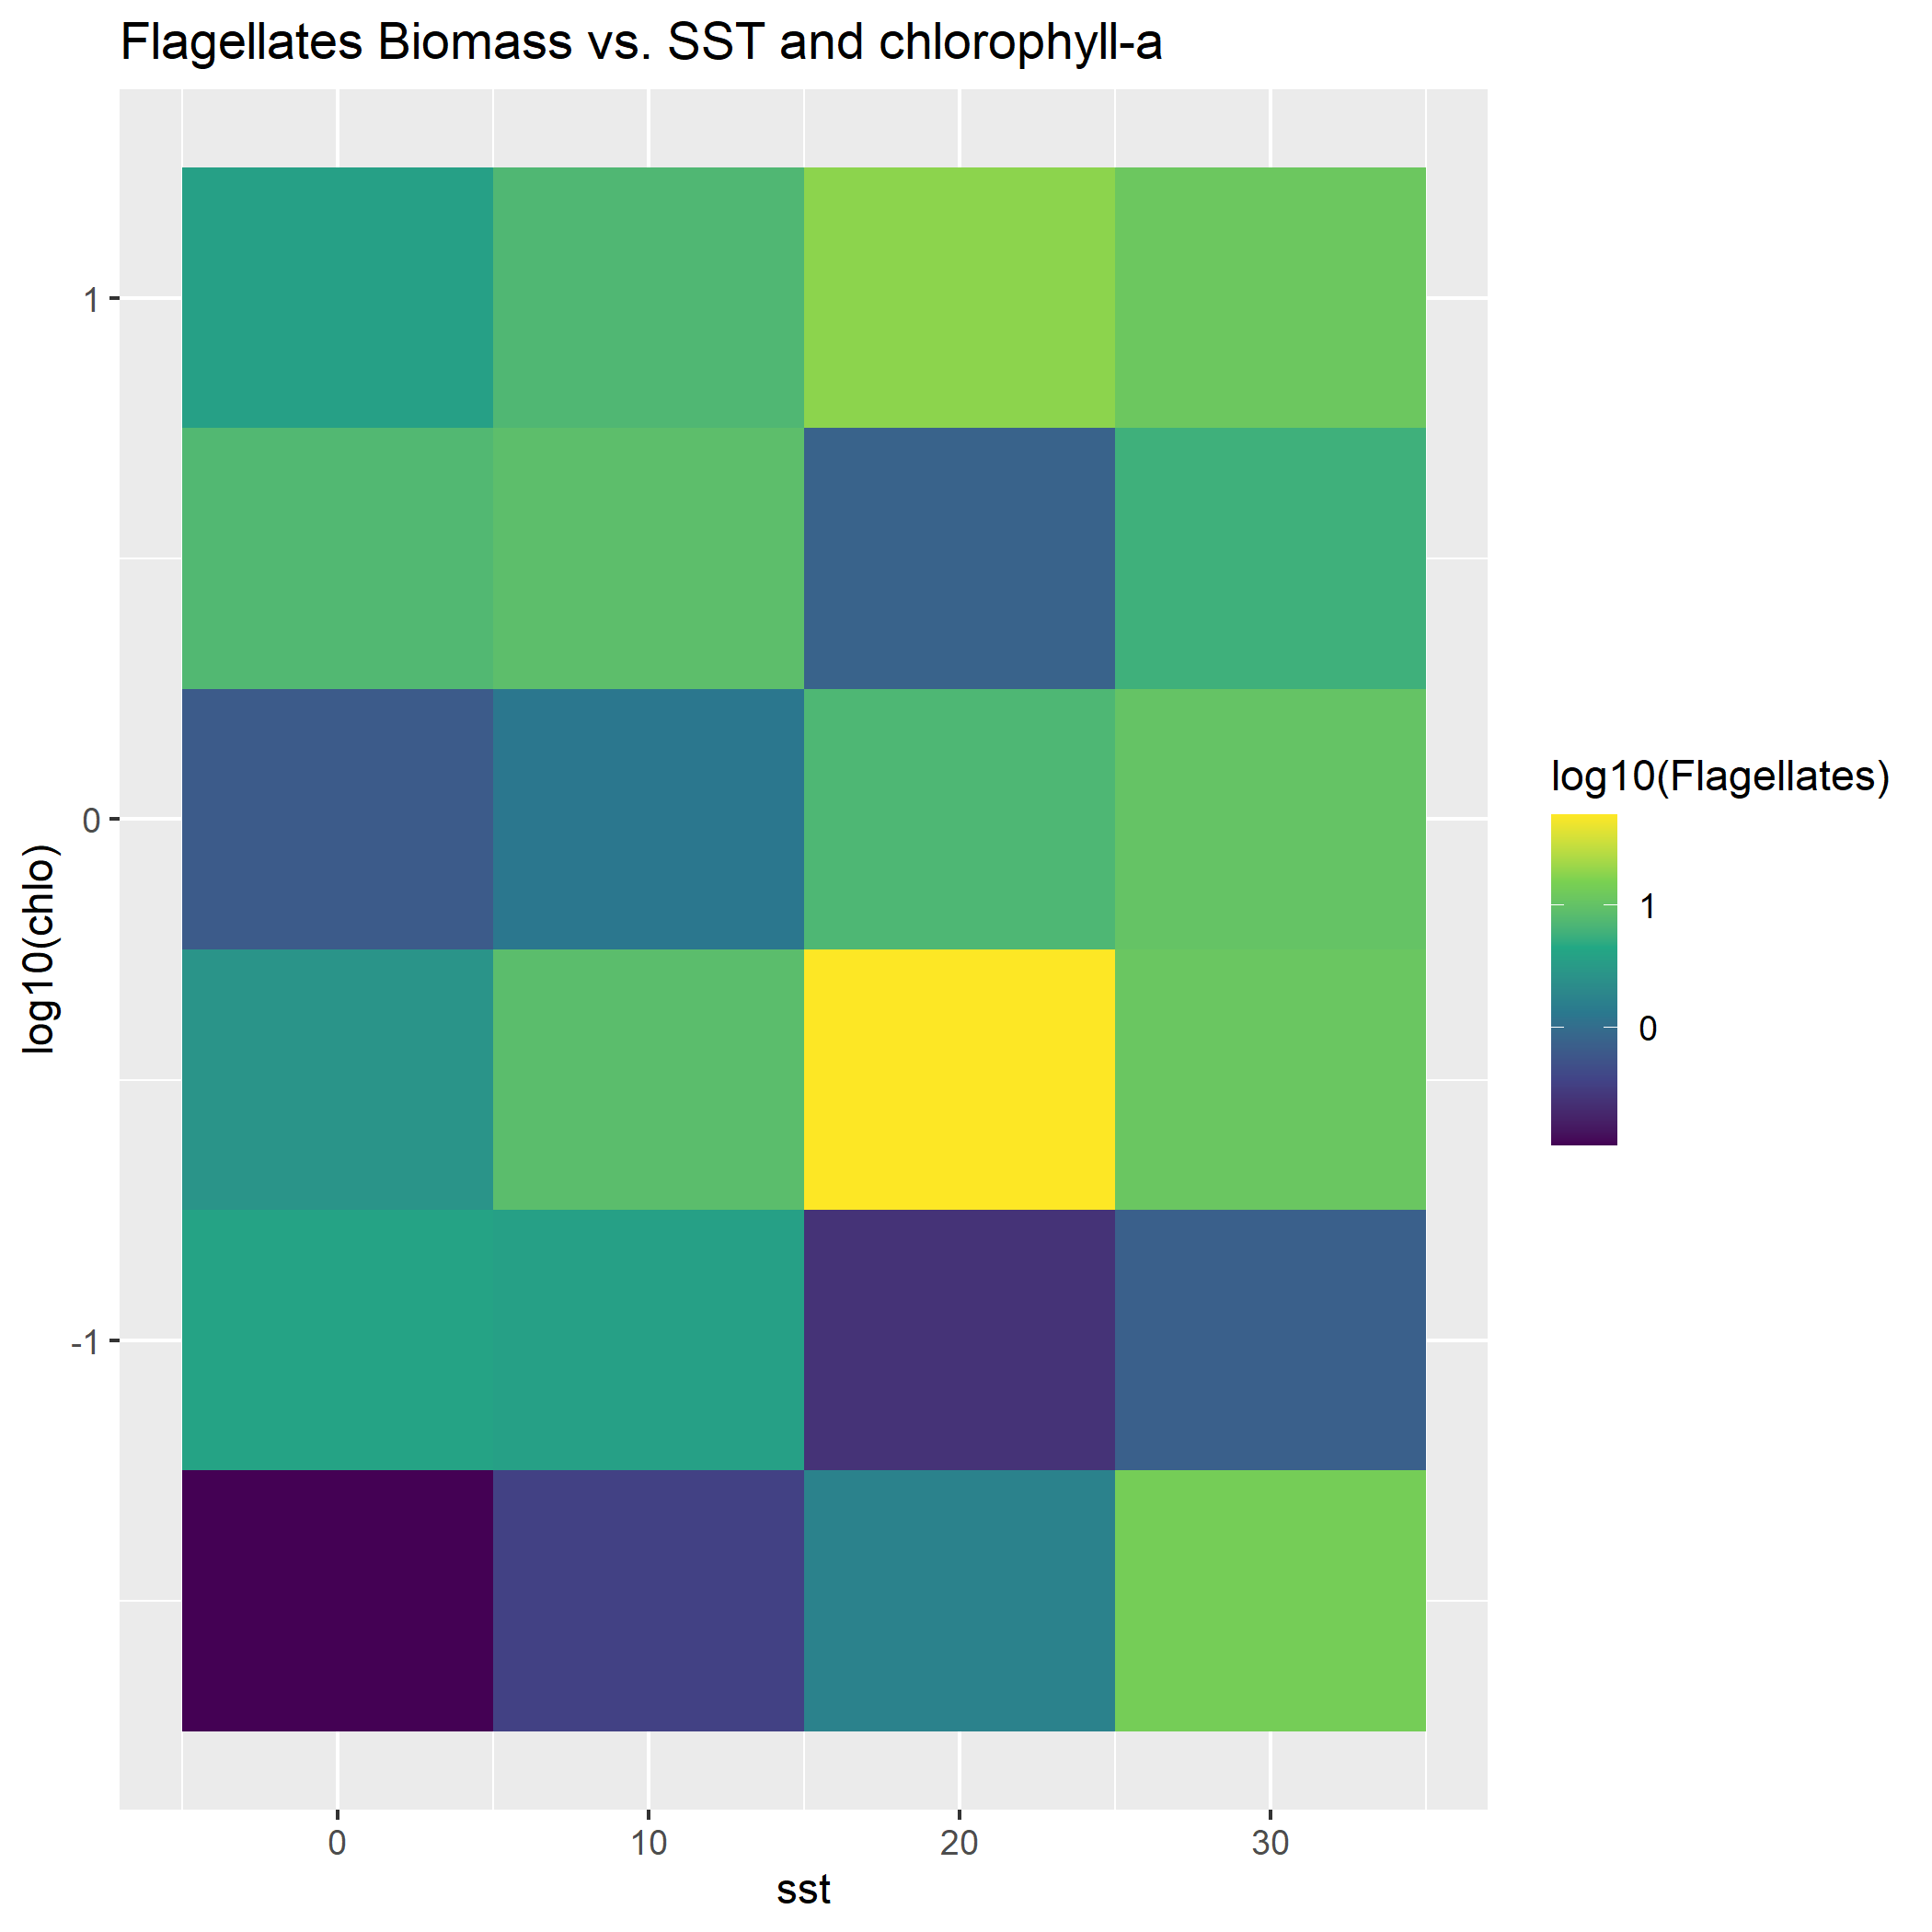 Flagellates Biomass vs. SST and chlorophyll-a
1
0
-1
log10(chlo)
0 10 20 30
sst
log10(Flagellates)
1
0